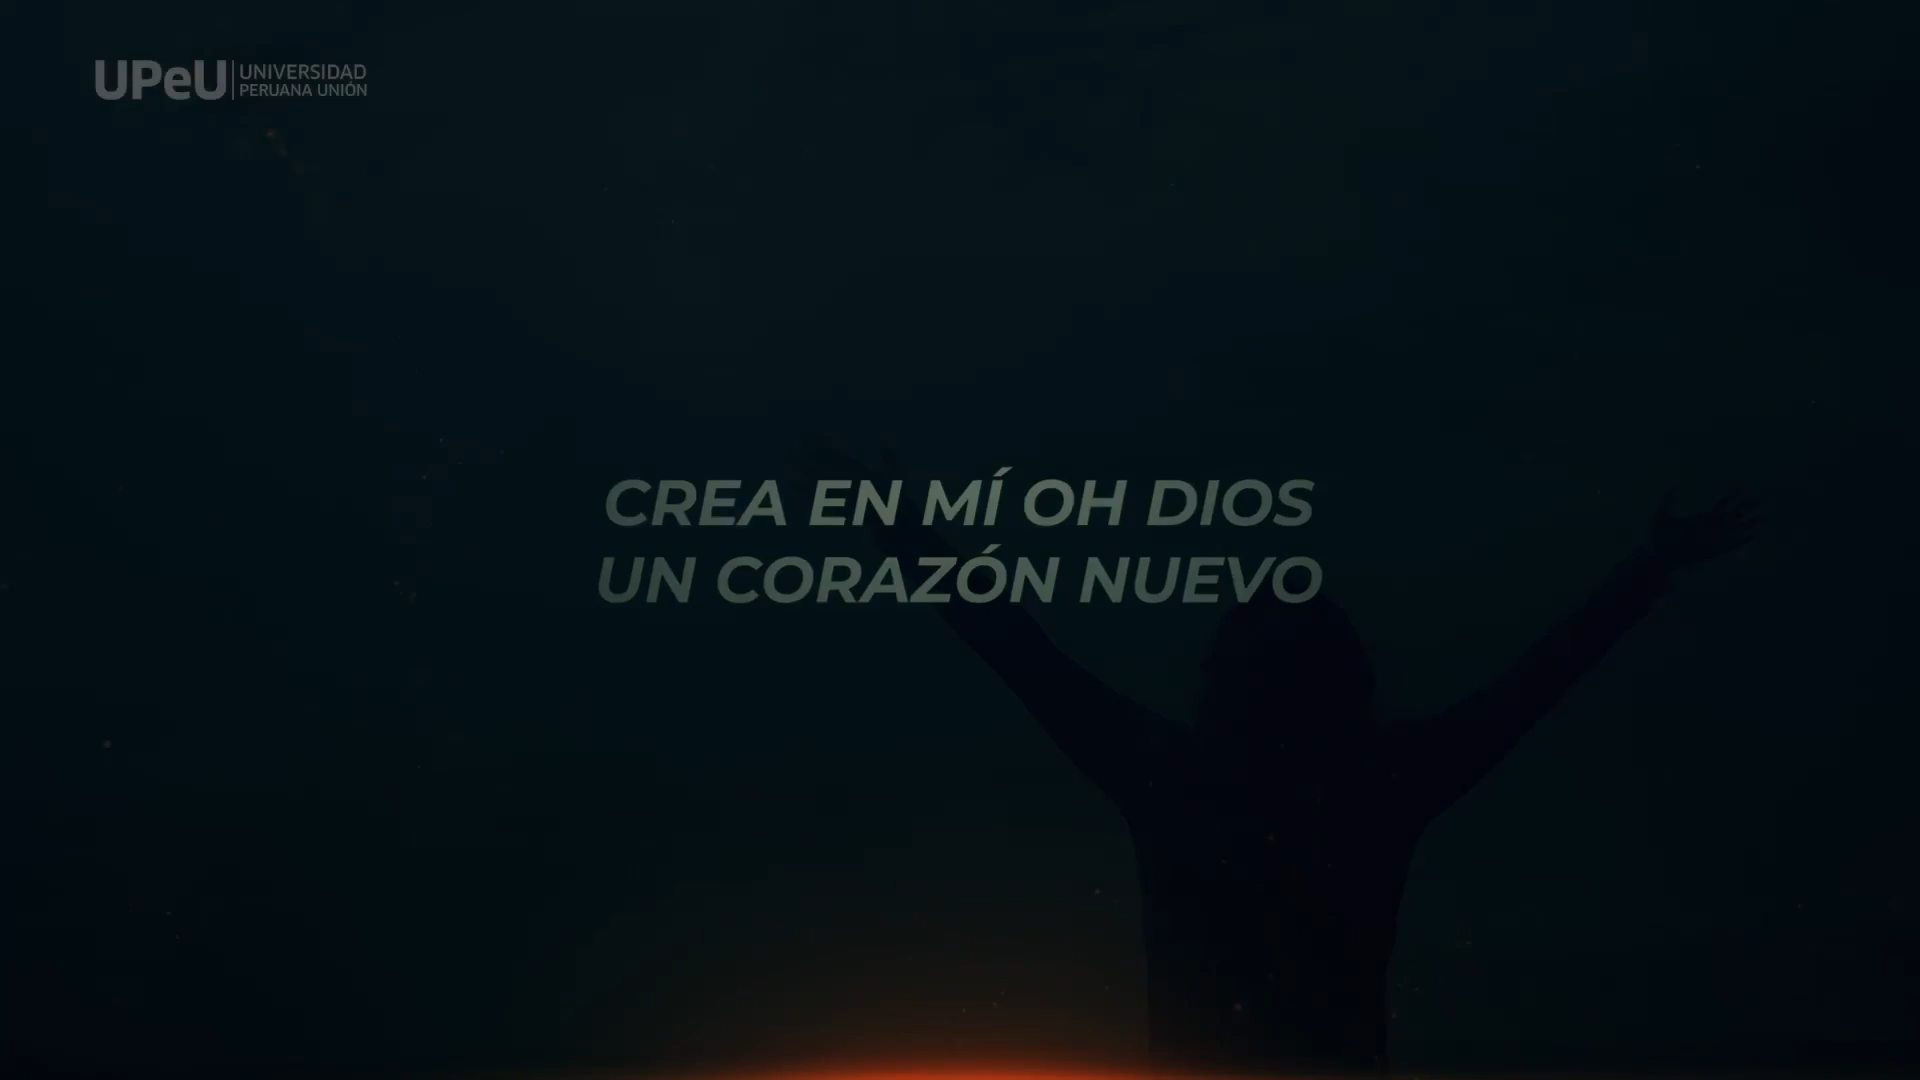 UPeU UNIVERSIDAD
PERUANA UNIÓN
CREA EN MÍ OH DIOS
UN CORAZÓN NUEVO